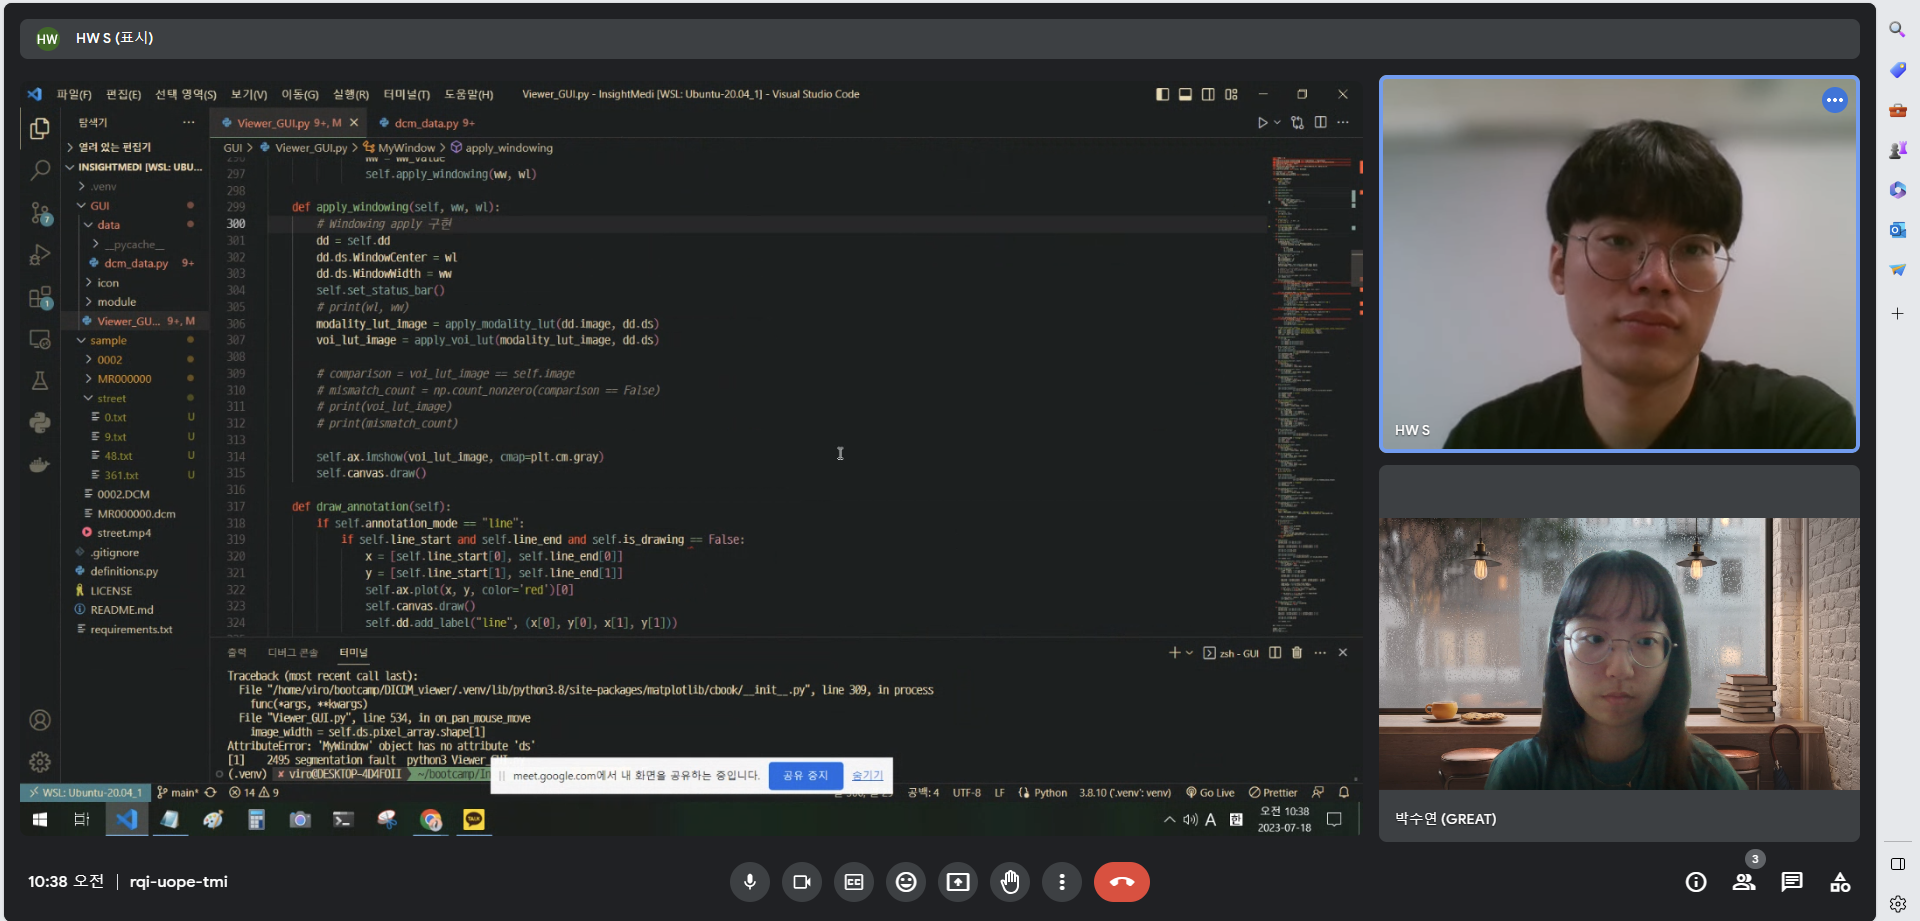 HW
HW S (표시)
파일(F) 편집(E) 선택 영역(S) 보기(V) 이동(G) 실행(R) 터미널(T) 도움말(H)
Viewer_GUI.py - InsightMedi [WSL: Ubuntu-20.04_1] - Visual Studio Code
탐색기
Viewer_GUI.py 9+, M
dcm_data.py 9+
열려 있는 편집기
INSIGHTMEDI [WSL: UBU...
.venv
GUI
data
__pycache__
dcm_data.py 9+
icon
module
Viewer_GU... 9+, M
sample
0002
MR000000
street
0.txt U
9.txt U
48.txt U
361.txt U
0002.DCM
MR000000.dcm
street.mp4
.gitignore
definitions.py
LICENSE
README.md
requirements.txt
7
1
GUI > Viewer_GUI.py > MyWindow > apply_windowing
296 ww = ww_value
297 self.apply_windowing(ww, wl)
298
299 def apply_windowing(self, ww, wl):
300 # Windowing apply 구현
301 dd = self.dd
302 dd.ds.WindowCenter = wl
303 dd.ds.WindowWidth = ww
304 self.set_status_bar()
305 # print(wl, ww)
306 modality_lut_image = apply_modality_lut(dd.image, dd.ds)
307 voi_lut_image = apply_voi_lut(modality_lut_image, dd.ds)
308
309 # comparison = voi_lut_image == self.image
310 # mismatch_count = np.count_nonzero(comparison == False)
311 # print(voi_lut_image)
312 # print(mismatch_count)
313
314 self.ax.imshow(voi_lut_image, cmap=plt.cm.gray)
315 self.canvas.draw()
316
317 def draw_annotation(self):
318 if self.annotation_mode == "line":
319 if self.line_start and self.line_end and self.is_drawing == False:
320 x = [self.line_start[0], self.line_end[0]]
321 y = [self.line_start[1], self.line_end[1]]
322 self.ax.plot(x, y, color='red')[0]
323 self.canvas.draw()
324 self.dd.add_label("line", (x[0], y[0], x[1], y[1]))
출력 디버그 콘솔 터미널
zsh - GUI
Traceback (most recent call last):
File "/home/viro/bootcamp/DICOM_viewer/.venv/lib/python3.8/site-packages/matplotlib/cbook/__init__.py", line 309, in process
func(*args, **kwargs)
File "Viewer_GUI.py", line 534, in on_pan_mouse_move
image_width = self.ds.pixel_array.shape[1]
AttributeError: 'MyWindow' object has no attribute 'ds'
[1] 2495 segmentation fault python3 Viewer
(.venv) ✗ viro@DESKTOP-4D4FOII ~/bootcamp/In
meet.google.com에서 내 화면을 공유하는 중입니다. 공유 중지 숨기기
WSL: Ubuntu-20.04_1 main* 14 9
공백: 4 UTF-8 LF Python 3.8.10 ('.venv': venv) Go Live Prettier
A 한 오전 10:38
2023-07-18
HW S
박수연 (GREAT)
10:38 오전 | rqi-uope-tmi
3